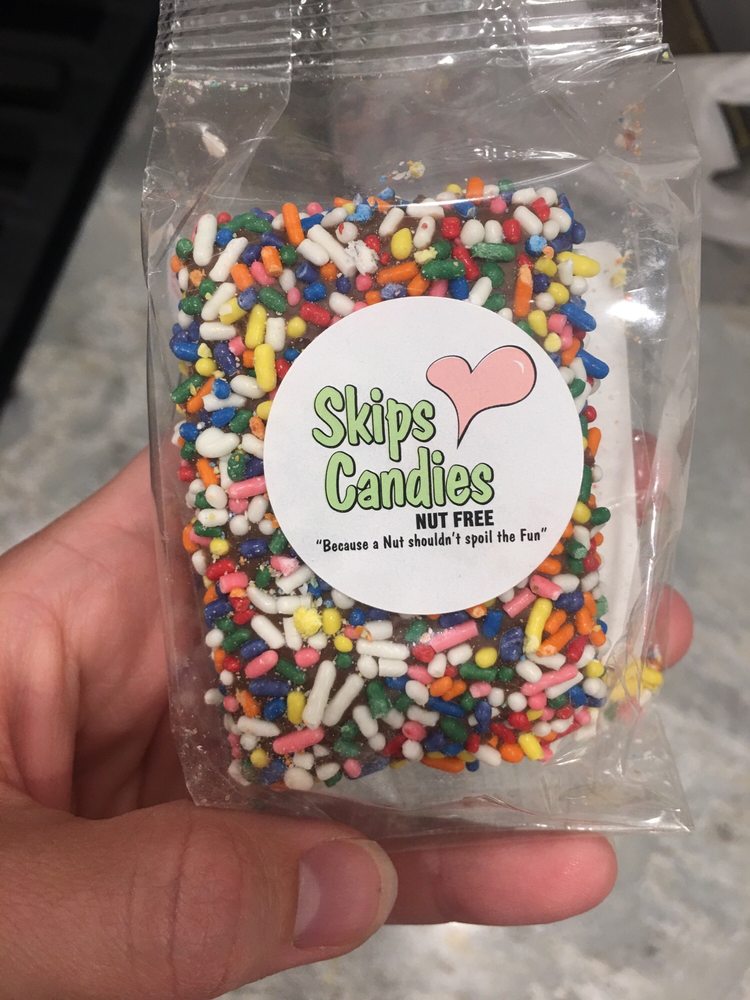 Skips
Candies
NUT FREE
"Because a Nut shouldn't spoil the Fun"